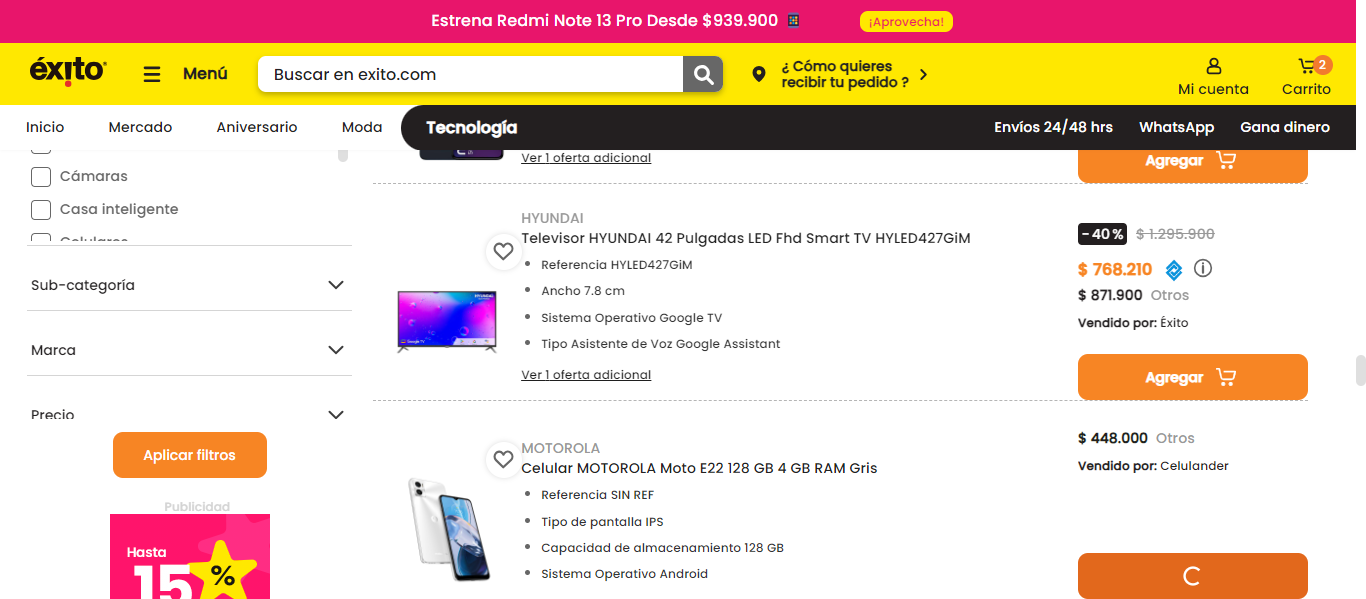 Estrena Redmi Note 13 Pro Desde $939.900
¡Aprovecha!
éxito
Menú
Buscar en exito.com
¿ Cómo quieres
recibir tu pedido ?
2
Mi cuenta
Carrito
Inicio
Mercado
Aniversario
Moda
Tecnología
Envíos 24/48 hrs
WhatsApp
Gana dinero
Cámaras
Casa inteligente
Celulares
Sub-categoría
Marca
Precio
Aplicar filtros
Publicidad
Hasta
15%
Ver 1 oferta adicional
Agregar
HYUNDAI
Televisor HYUNDAI 42 Pulgadas LED Fhd Smart TV HYLED427GiM
Referencia HYLED427GiM
Ancho 7.8 cm
Sistema Operativo Google TV
Tipo Asistente de Voz Google Assistant
Ver 1 oferta adicional
- 40 %
$ 1.295.900
$ 768.210
$ 871.900 Otros
Vendido por: Éxito
Agregar
MOTOROLA
Celular MOTOROLA Moto E22 128 GB 4 GB RAM Gris
Referencia SIN REF
Tipo de pantalla IPS
Capacidad de almacenamiento 128 GB
Sistema Operativo Android
$ 448.000 Otros
Vendido por: Celulander